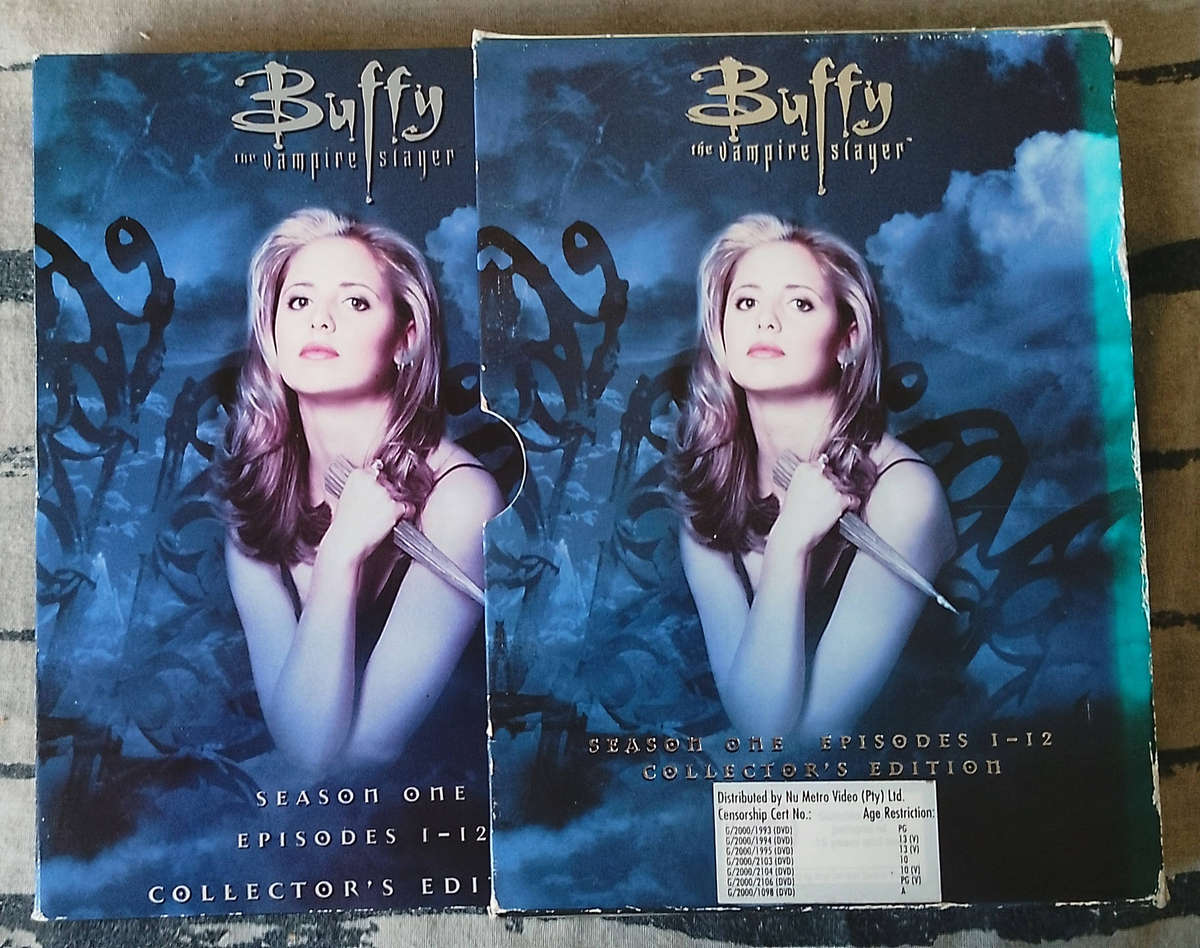 Buffy
the vampire slayer
SEASON ONE
EPISODES 1-12
COLLECTOR'S EDI
Buffy
the vampire slayer™
SEASON ONE EPISODES 1-12
COLLECTOR'S EDITION
Distributed by Nu Metro Video (Pty) Ltd.
Censorship Cert No.: Age Restriction:
G/2000/1993 (DVD) PG
G/2000/1994 (DVD) 13 (V)
G/2000/1995 (DVD) 13 (V)
G/2000/2103 (DVD) 10
G/2000/2104 (DVD) 10 (V)
G/2000/2106 (DVD) PG (V)
G/2000/1098 (DVD) A